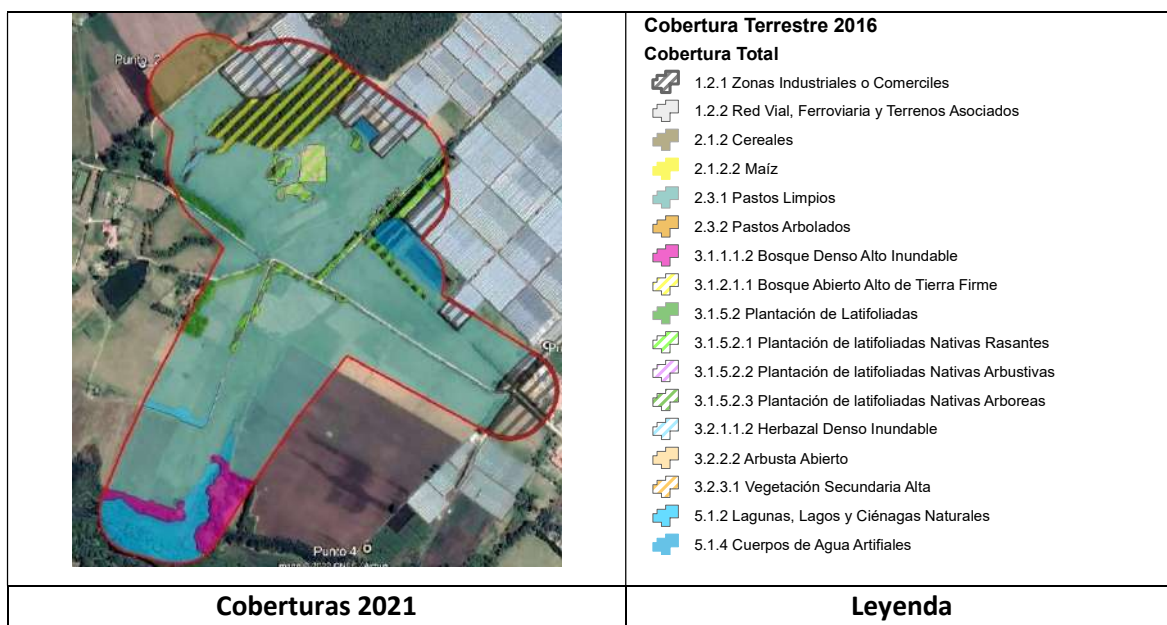 Punto 2
Punto 4
Cobertura Terrestre 2016
Cobertura Total
1.2.1 Zonas Industriales o Comerciles
1.2.2 Red Vial, Ferroviaria y Terrenos Asociados
2.1.2 Cereales
2.1.2.2 Maíz
2.3.1 Pastos Limpios
2.3.2 Pastos Arbolados
3.1.1.1.2 Bosque Denso Alto Inundable
3.1.2.1.1 Bosque Abierto Alto de Tierra Firme
3.1.5.2 Plantación de Latifoliadas
3.1.5.2.1 Plantación de latifoliadas Nativas Rasantes
3.1.5.2.2 Plantación de latifoliadas Nativas Arbustivas
3.1.5.2.3 Plantación de latifoliadas Nativas Arboreas
3.2.1.1.2 Herbazal Denso Inundable
3.2.2.2 Arbusta Abierto
3.2.3.1 Vegetación Secundaria Alta
5.1.2 Lagunas, Lagos y Ciénagas Naturales
5.1.4 Cuerpos de Agua Artifiales
Coberturas 2021
Leyenda